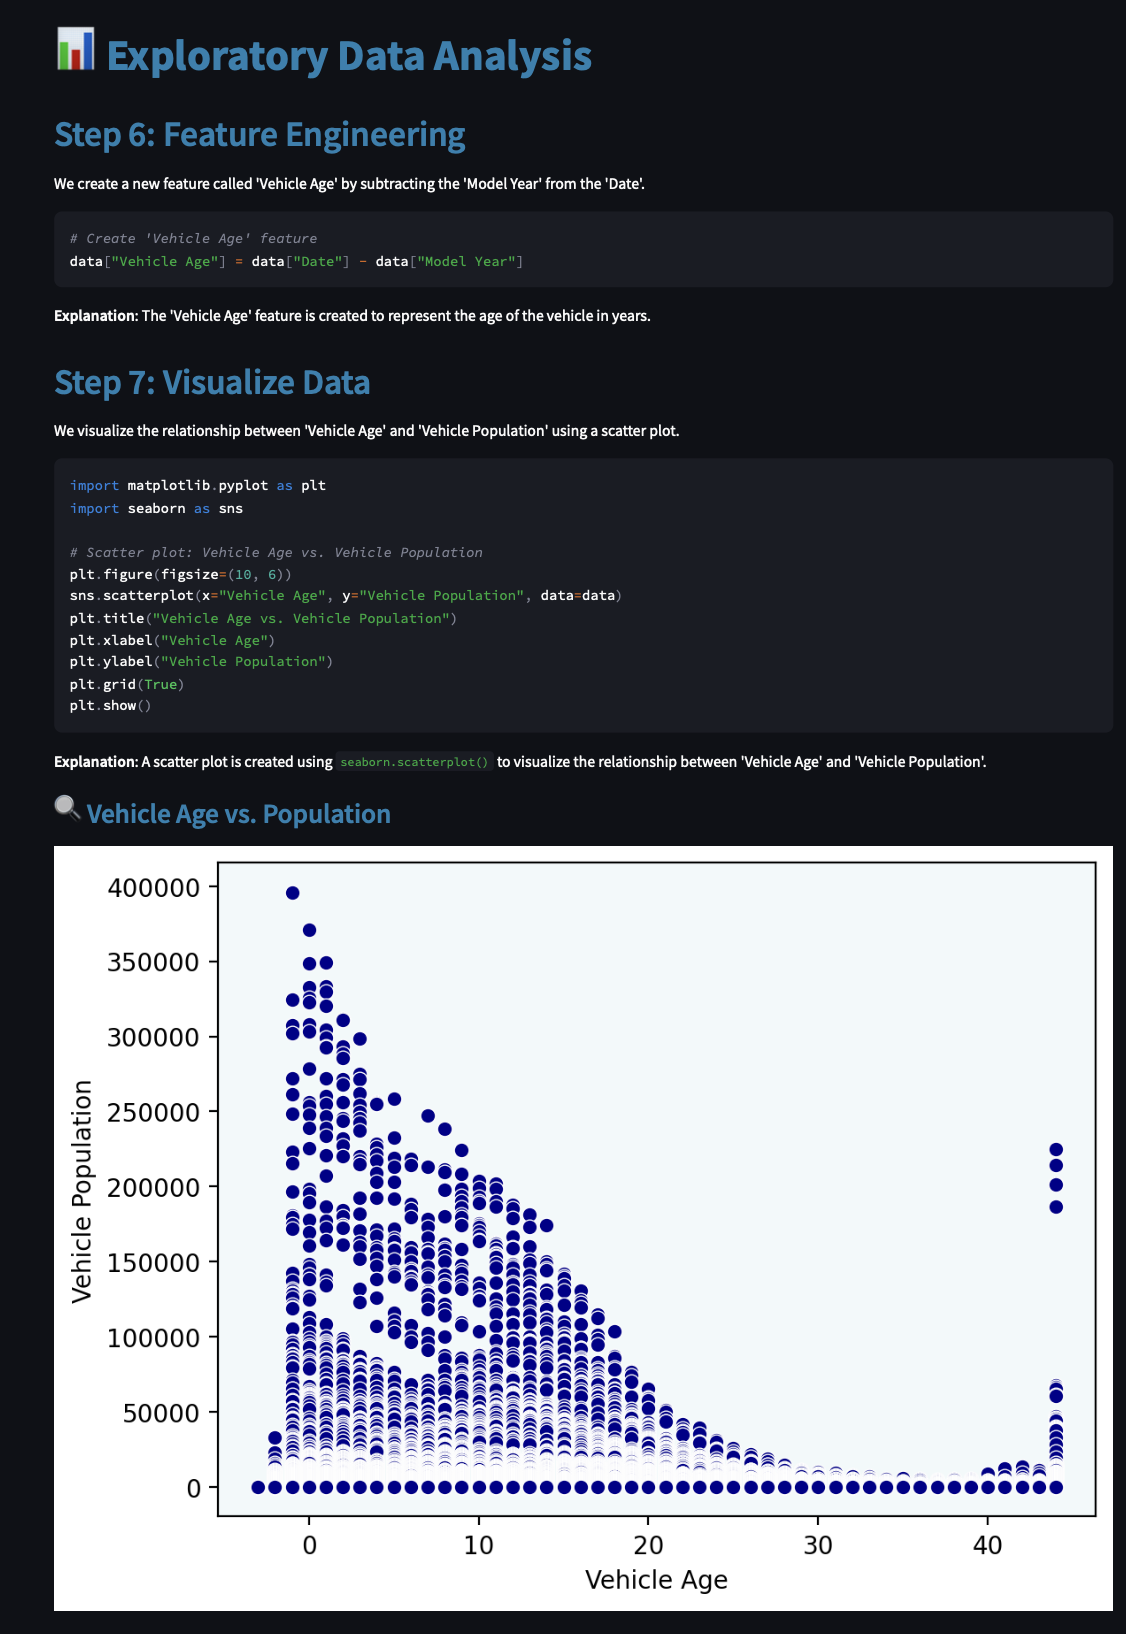 Exploratory Data Analysis
Step 6: Feature Engineering
We create a new feature called 'Vehicle Age' by subtracting the 'Model Year' from the 'Date'.
# Create 'Vehicle Age' feature
data["Vehicle Age"] = data["Date"] - data["Model Year"]
Explanation: The 'Vehicle Age' feature is created to represent the age of the vehicle in years.
Step 7: Visualize Data
We visualize the relationship between 'Vehicle Age' and 'Vehicle Population' using a scatter plot.
import matplotlib.pyplot as plt
import seaborn as sns
# Scatter plot: Vehicle Age vs. Vehicle Population
plt.figure(figsize=(10, 6))
sns.scatterplot(x="Vehicle Age", y="Vehicle Population", data=data)
plt.title("Vehicle Age vs. Vehicle Population")
plt.xlabel("Vehicle Age")
plt.ylabel("Vehicle Population")
plt.grid(True)
plt.show()
Explanation: A scatter plot is created using seaborn.scatterplot() to visualize the relationship between 'Vehicle Age' and 'Vehicle Population'.
Vehicle Age vs. Population
400000
350000
300000
250000
200000
150000
100000
50000
0
Vehicle Population
0 10 20 30 40
Vehicle Age